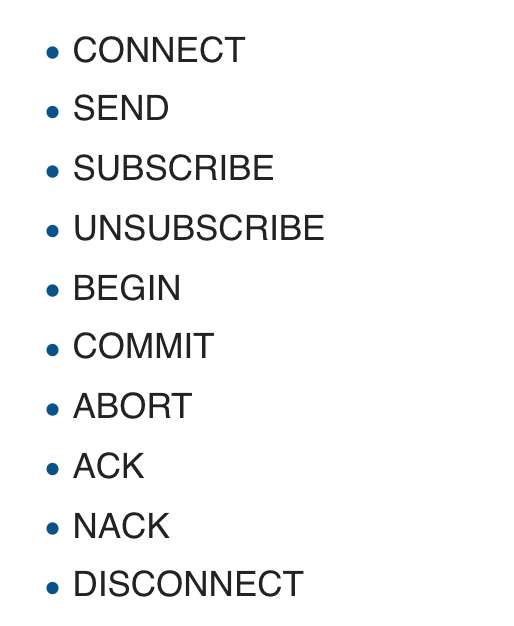 • CONNECT
• SEND
• SUBSCRIBE
• UNSUBSCRIBE
• BEGIN
• COMMIT
• ABORT
• ACK
• NACK
• DISCONNECT